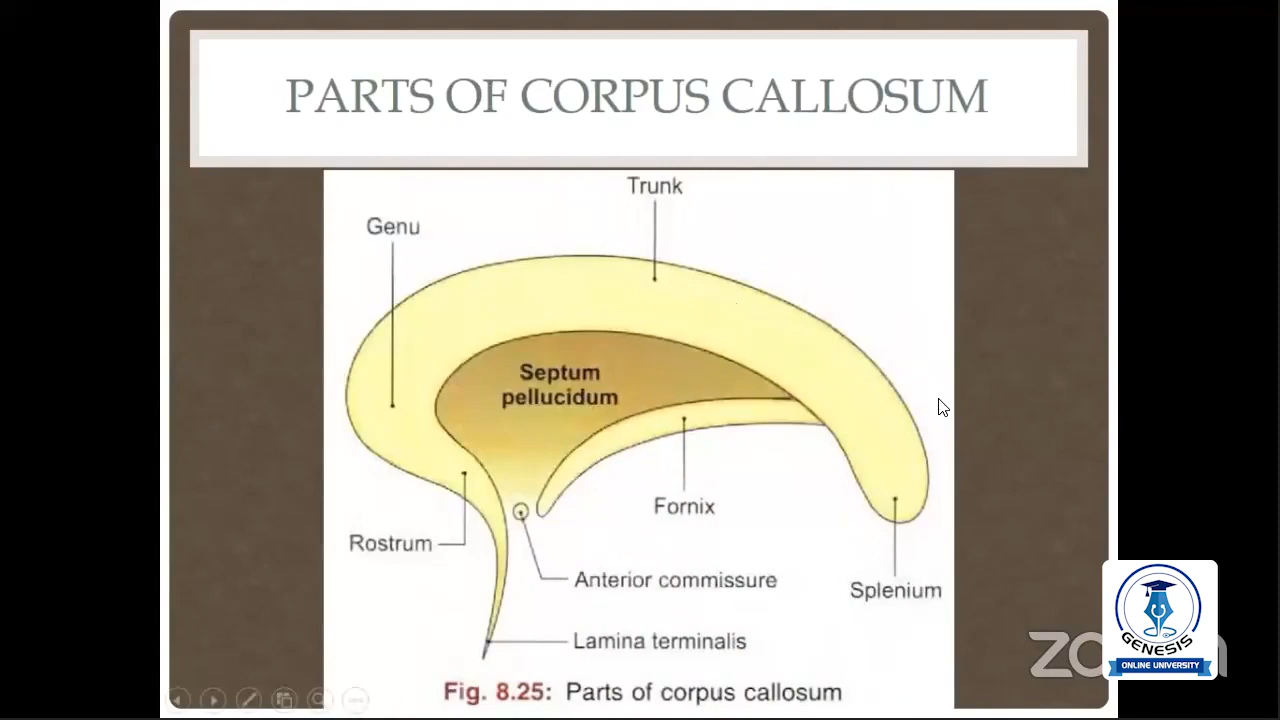 PARTS OF CORPUS CALLOSUM
Trunk
Genu
Septum
pellucidum
Fornix
Rostrum
Anterior commissure
Splenium
Lamina terminalis
Fig. 8.25: Parts of corpus callosum
GENESIS
ONLINE UNIVERSITY